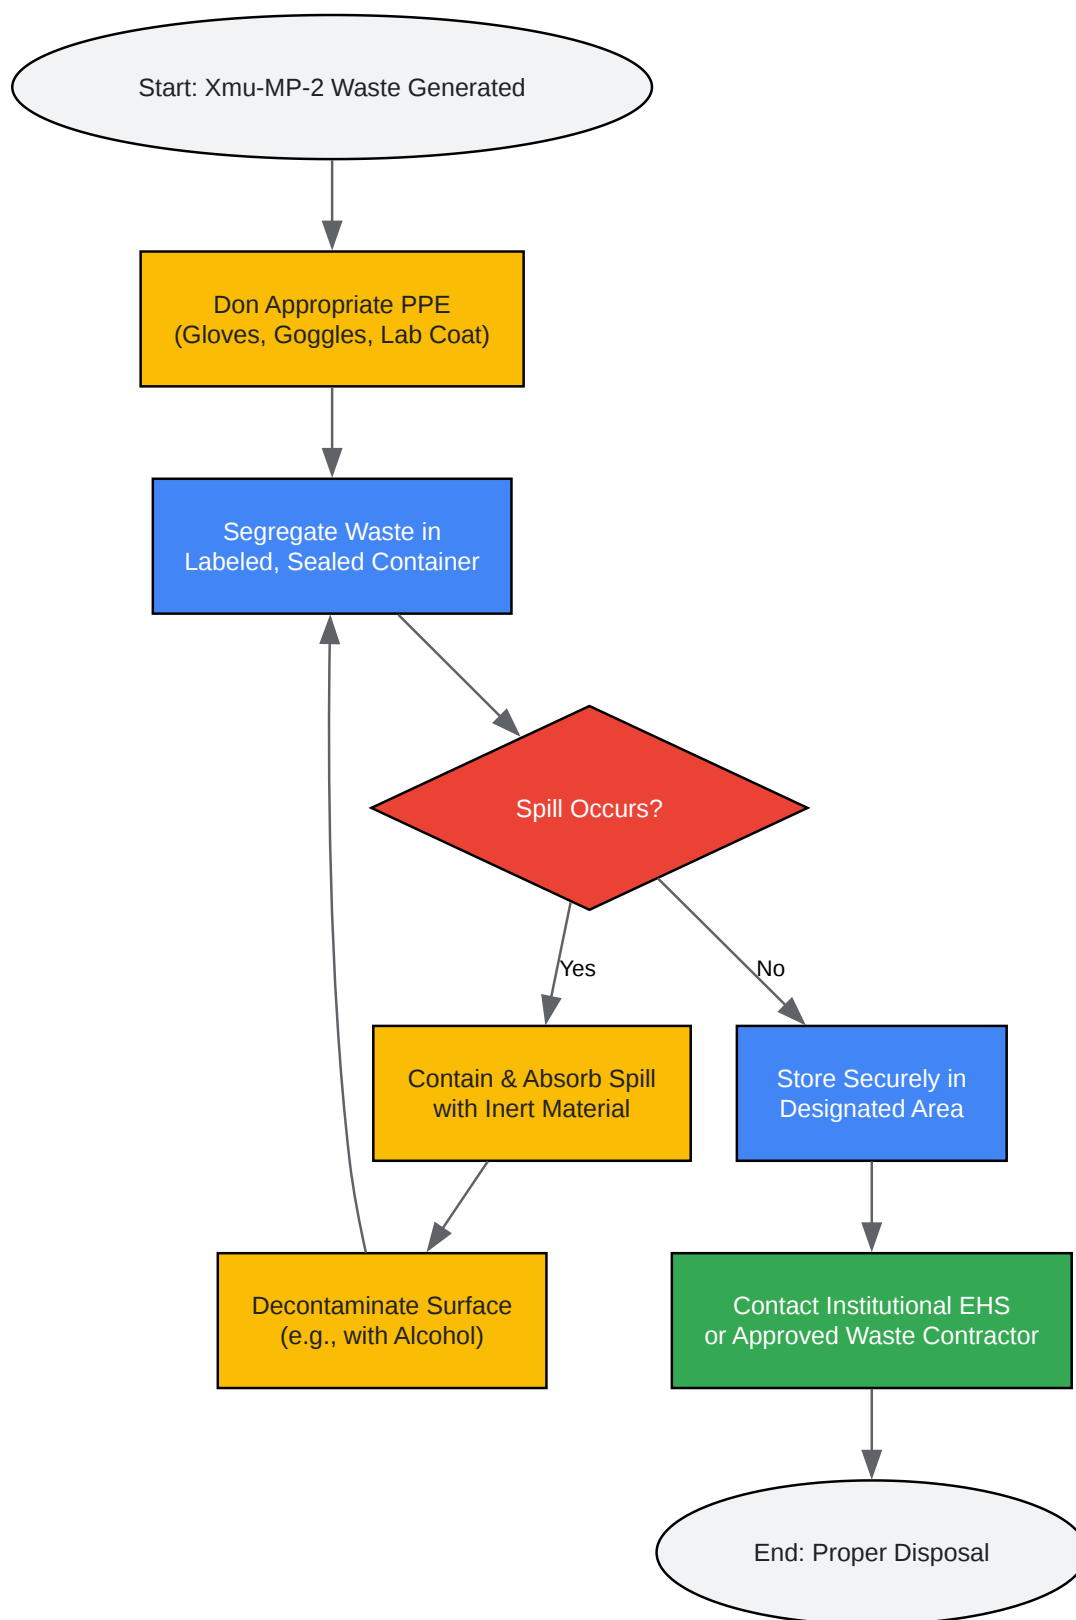 Start: Xmu-MP-2 Waste Generated
Don Appropriate PPE
(Gloves, Goggles, Lab Coat)
Segregate Waste in
Labeled, Sealed Container
Spill Occurs?
Yes
No
Contain & Absorb Spill
with Inert Material
Store Securely in
Designated Area
Decontaminate Surface
(e.g., with Alcohol)
Contact Institutional EHS
or Approved Waste Contractor
End: Proper Disposal